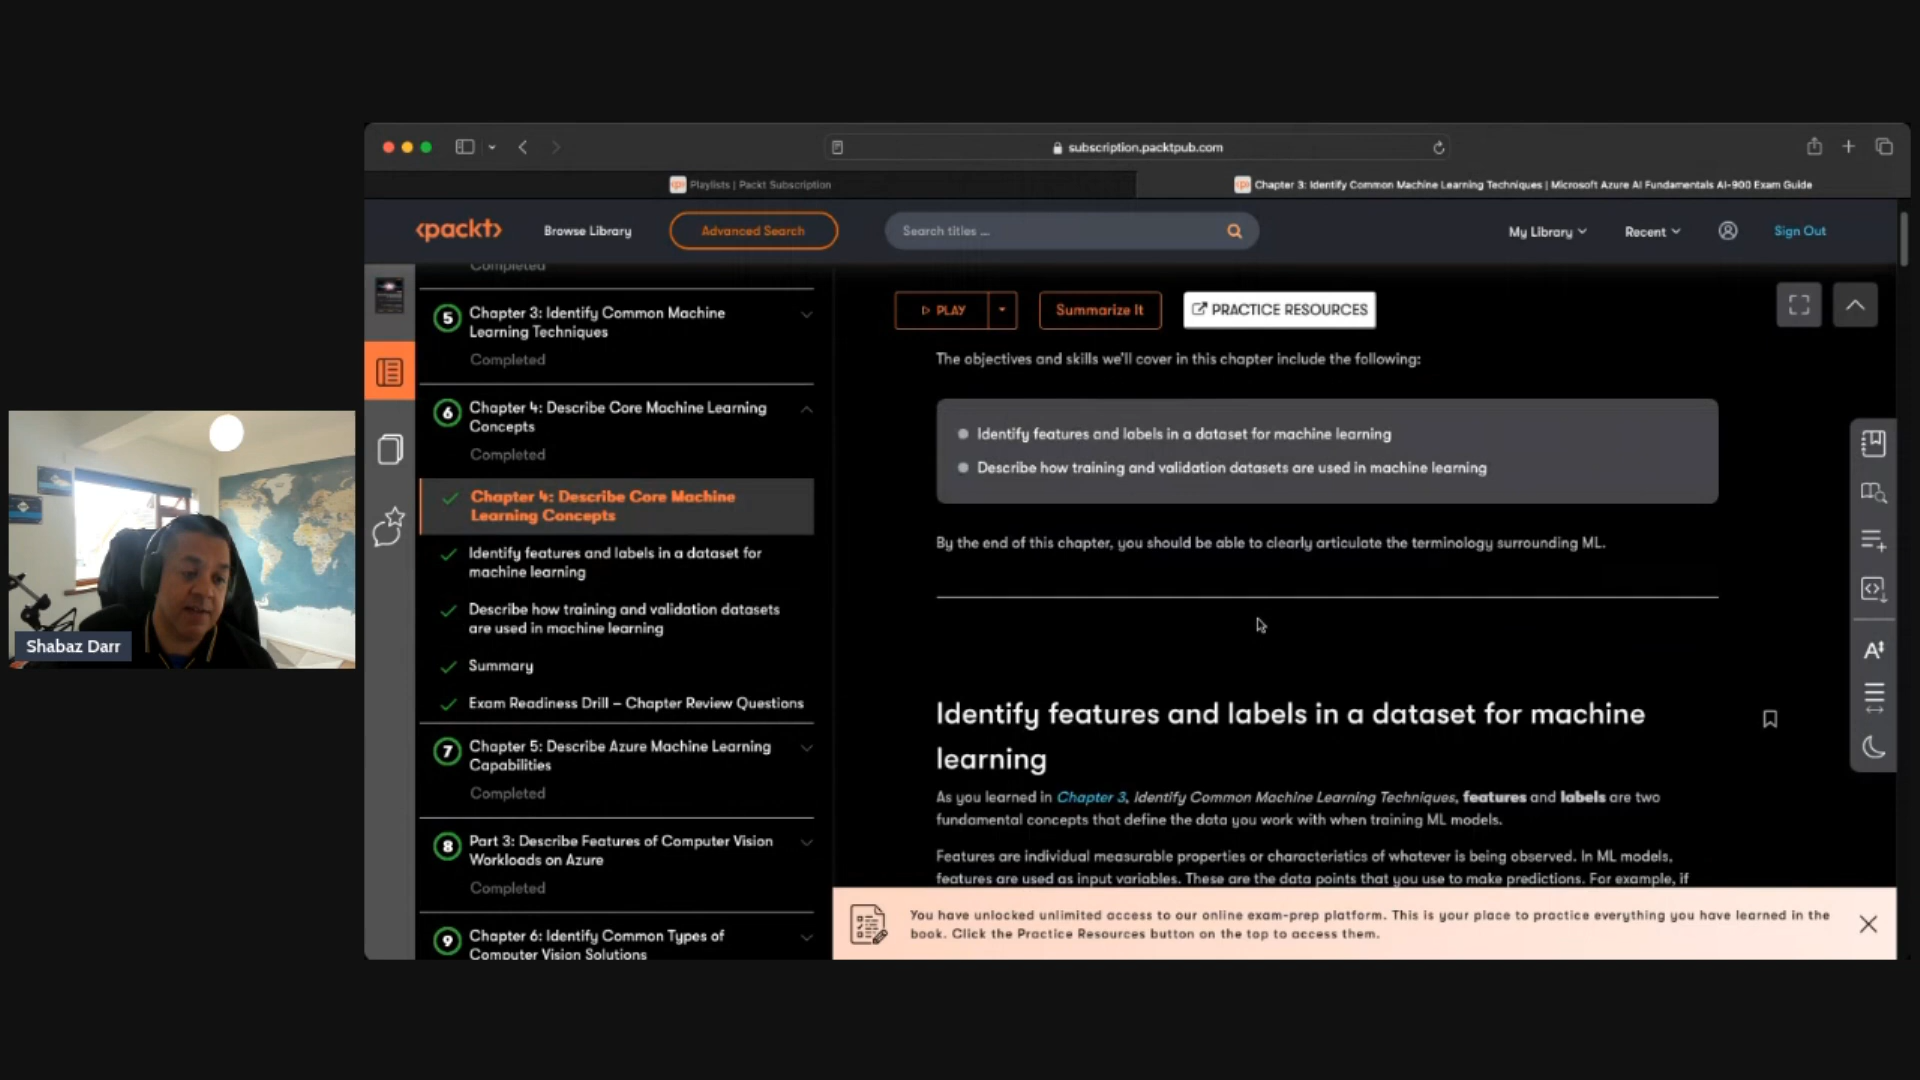 subscription.packtpub.com
Playlists | Packt Subscription
Chapter 3: Identify Common Machine Learning Techniques | Microsoft Azure AI Fundamentals AI-900 Exam Guide
<packt>
Browse Library
Advanced Search
Search titles ...
My Library
Recent
Sign Out
Completed
5
Chapter 3: Identify Common Machine
Learning Techniques
Completed
6
Chapter 4: Describe Core Machine Learning
Concepts
Completed
Chapter 4: Describe Core Machine
Learning Concepts
Identify features and labels in a dataset for
machine learning
Describe how training and validation datasets
are used in machine learning
Summary
Exam Readiness Drill – Chapter Review Questions
7
Chapter 5: Describe Azure Machine Learning
Capabilities
Completed
8
Part 3: Describe Features of Computer Vision
Workloads on Azure
Completed
9
Chapter 6: Identify Common Types of
Computer Vision Solutions
PLAY
Summarize It
PRACTICE RESOURCES
The objectives and skills we'll cover in this chapter include the following:
Identify features and labels in a dataset for machine learning
Describe how training and validation datasets are used in machine learning
By the end of this chapter, you should be able to clearly articulate the terminology surrounding ML.
Identify features and labels in a dataset for machine
learning
As you learned in Chapter 3, Identify Common Machine Learning Techniques, features and labels are two
fundamental concepts that define the data you work with when training ML models.
Features are individual measurable properties or characteristics of whatever is being observed. In ML models,
features are used as input variables. These are the data points that you use to make predictions. For example, if
You have unlocked unlimited access to our online exam-prep platform. This is your place to practice everything you have learned in the
book. Click the Practice Resources button on the top to access them.
Shabaz Darr